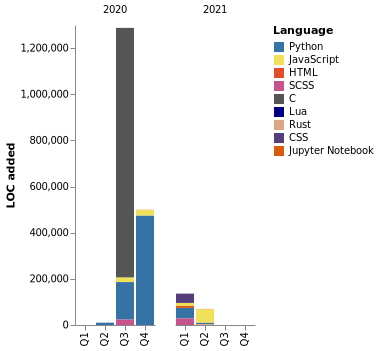 2020 2021
Language
Python
JavaScript
HTML
SCSS
C
Lua
Rust
CSS
Jupyter Notebook
LOC added
1,200,000
1,000,000
800,000
600,000
400,000
200,000
0
Q1 Q2 Q3 Q4 Q1 Q2 Q3 Q4